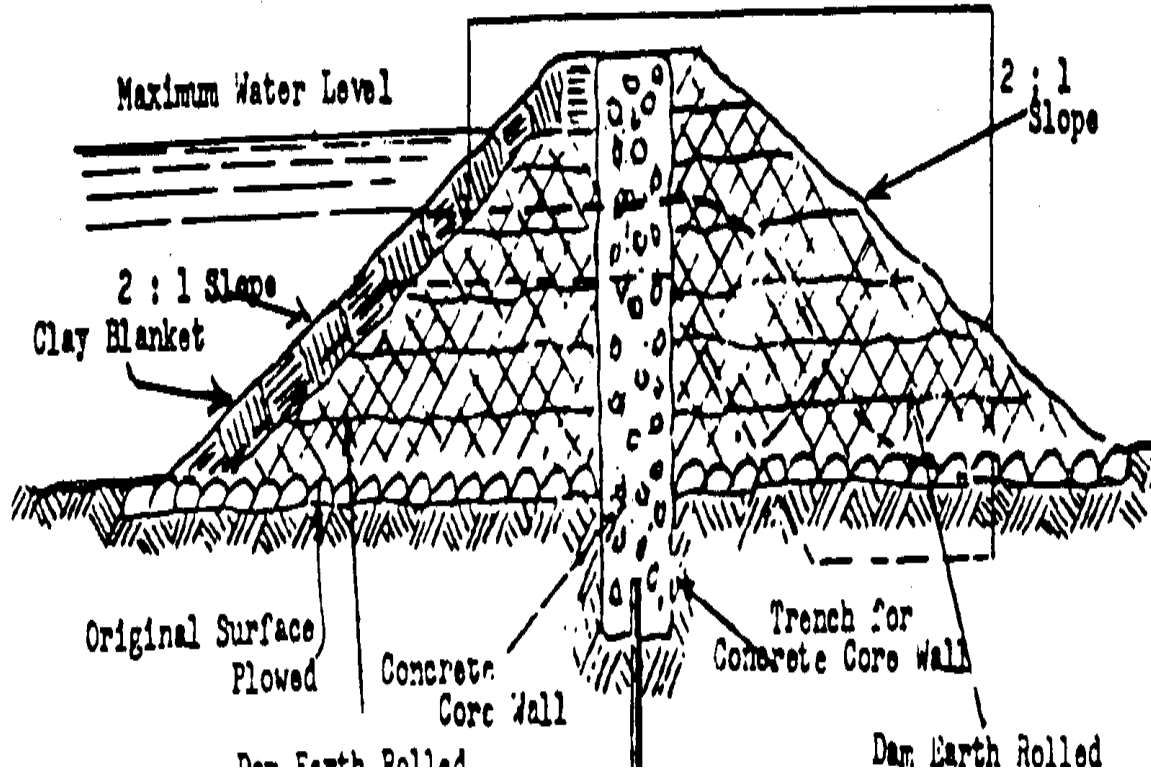 Maximum Water Level
2 : 1
Slope
2 : 1 Slope
Clay Blanket
Original Surface
Plowed
Concrete
Core Wall
Trench for
Concrete Core Wall
Dam Earth Rolled
Dam Earth Rolled